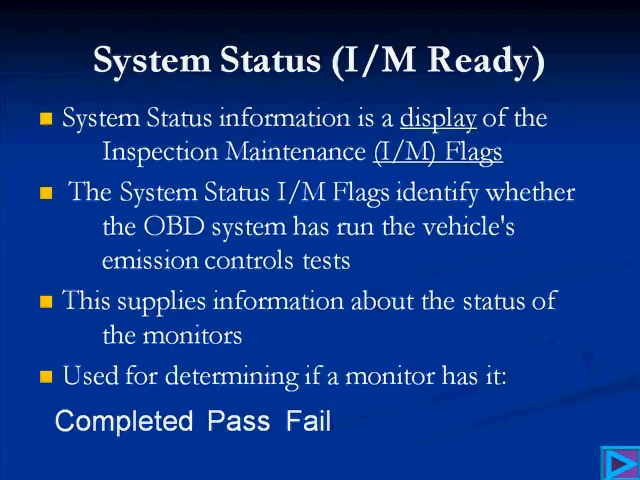 System Status (I/M Ready)
System Status information is a display of the
Inspection Maintenance (I/M) Flags
The System Status I/M Flags identify whether
the OBD system has run the vehicle's
emission controls tests
This supplies information about the status of
the monitors
Used for determining if a monitor has it:
Completed Pass Fail